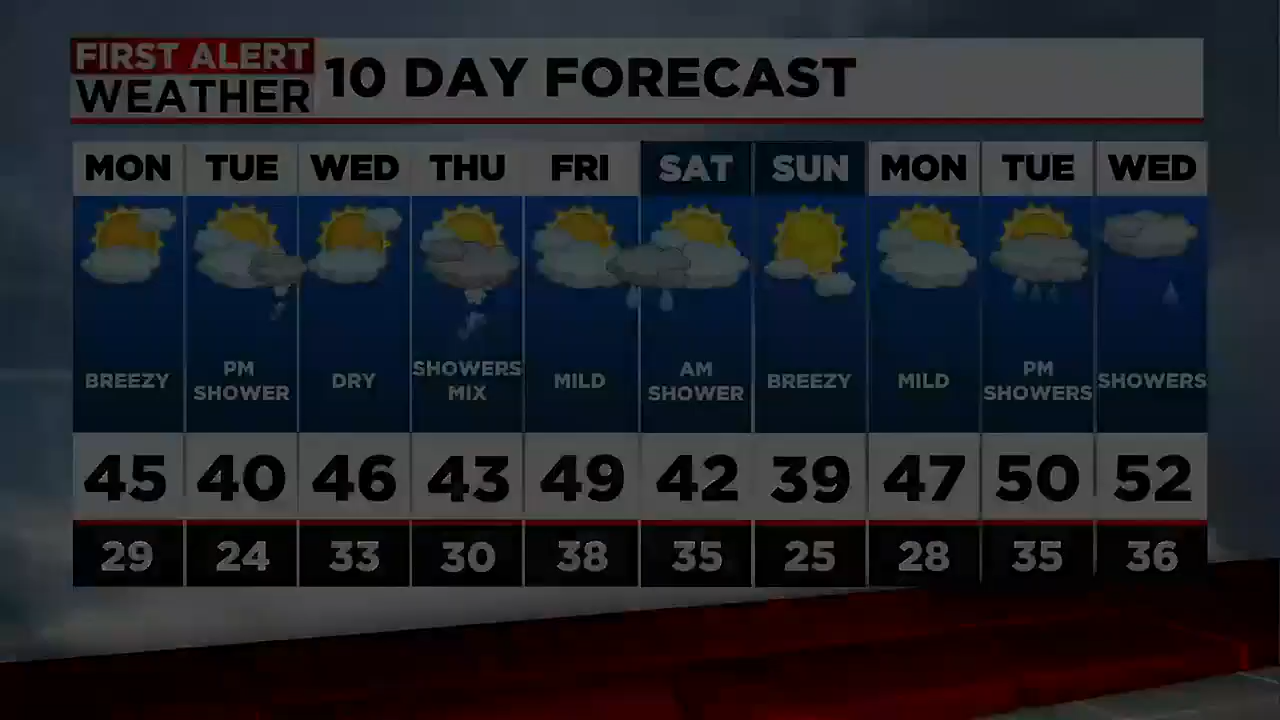 FIRST ALERT
WEATHER
10 DAY FORECAST
MON TUE WED THU FRI SAT SUN MON TUE WED
BREEZY
PM
SHOWER
DRY
SHOWERS
MIX
MILD
AM
SHOWER
BREEZY
MILD
PM
SHOWERS
SHOWERS
45 40 46 43 49 42 39 47 50 52
29 24 33 30 38 35 25 28 35 36